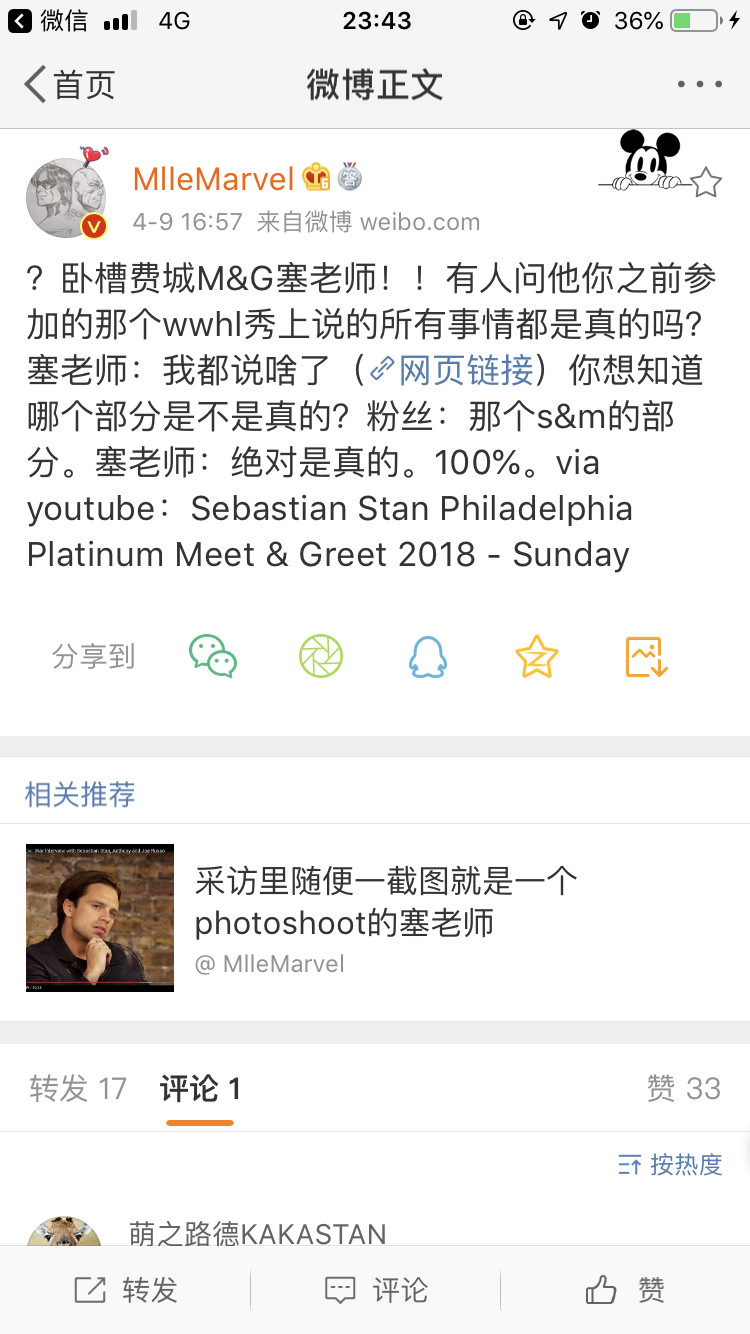 微信 4G 23:43 36%
首页 微博正文
MlleMarvel
4-9 16:57 来自微博 weibo.com
？卧槽费城M&G塞老师！！有人问他你之前参
加的那个wwhl秀上说的所有事情都是真的吗？
塞老师：我都说啥了（网页链接）你想知道
哪个部分是不是真的？粉丝：那个s&m的部
分。塞老师：绝对是真的。100%。via
youtube：Sebastian Stan Philadelphia
Platinum Meet & Greet 2018 - Sunday
分享到
相关推荐
War Interview with Sebastian Stan, Anthony and Joe Russo
采访里随便一截图就是一个
photoshoot的塞老师
@ MlleMarvel
转发 17 评论 1 赞 33
按热度
萌之路德KAKASTAN
转发 评论 赞